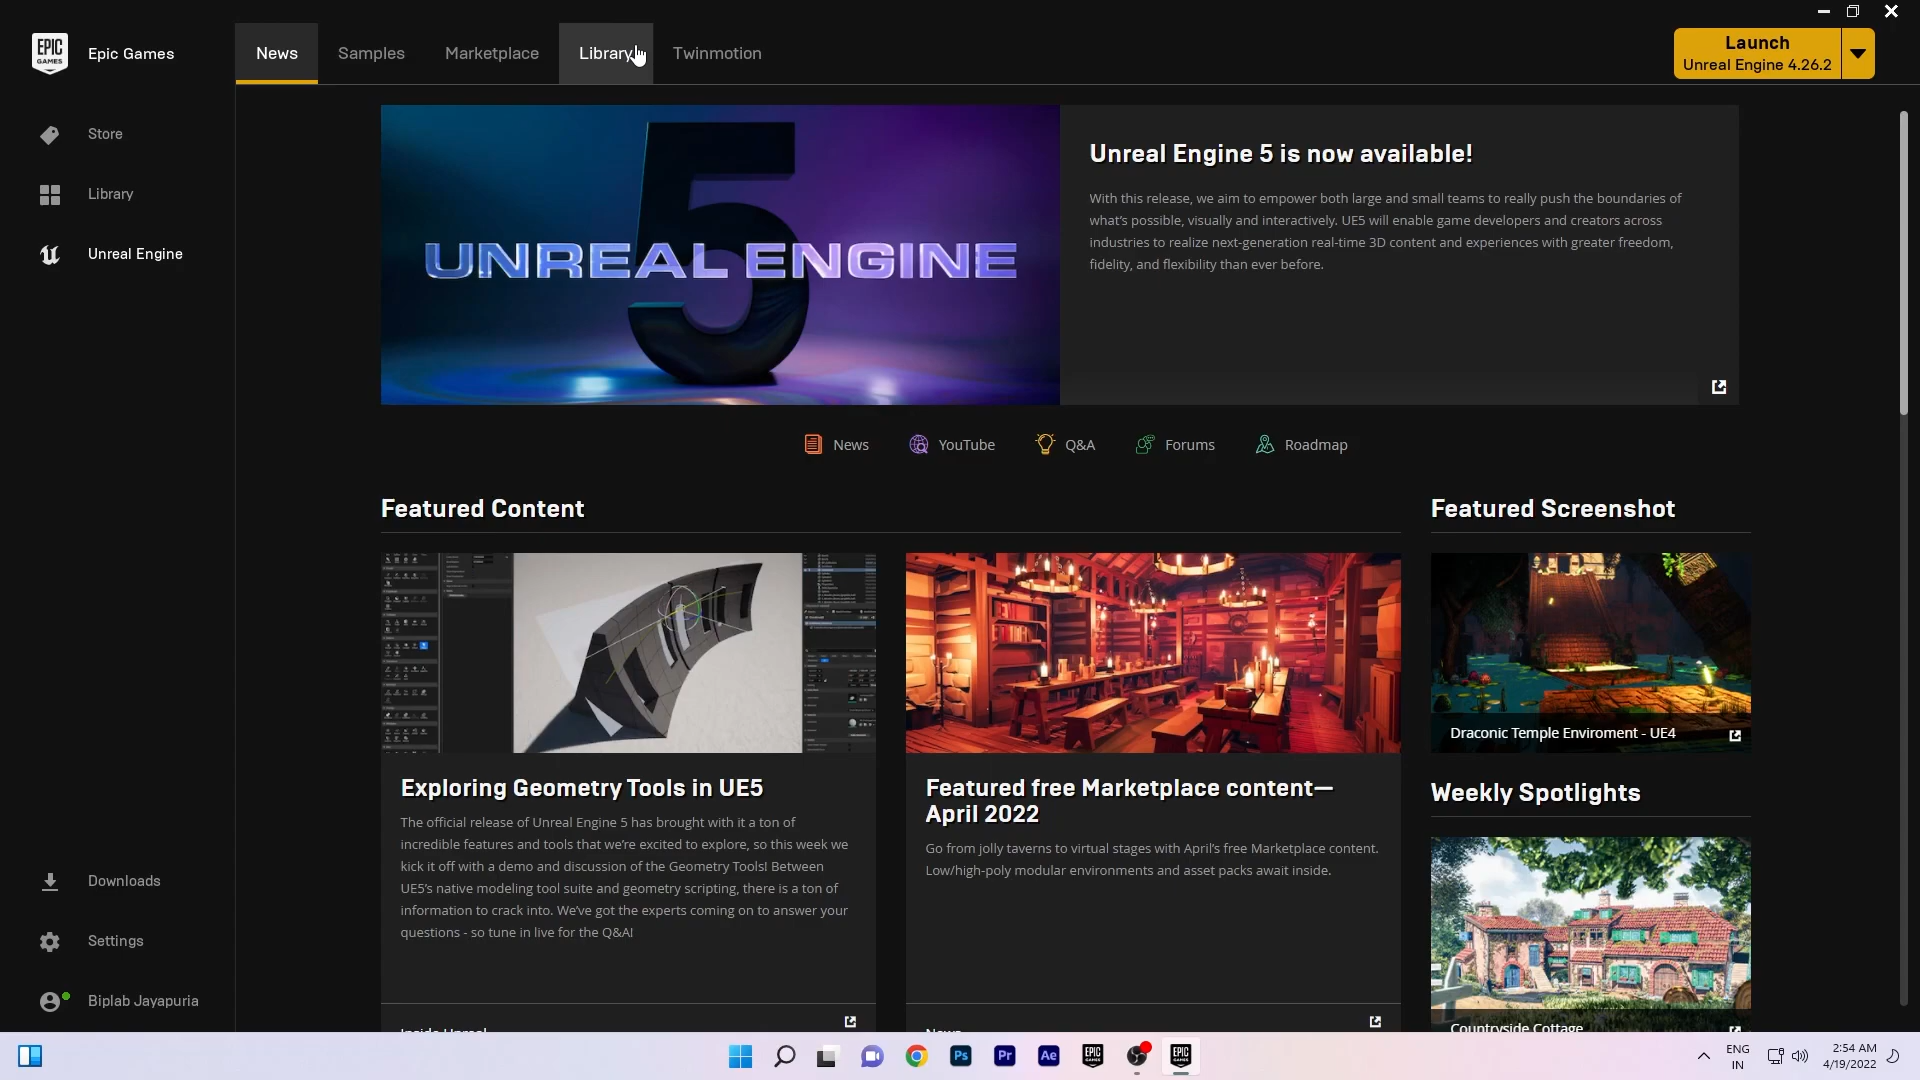 EPIC
GAMES
Epic Games
News
Samples
Marketplace
Library
Twinmotion
Launch
Unreal Engine 4.26.2
Store
Library
Unreal Engine
Downloads
Settings
Biplab Jayapuria
5
UNREAL ENGINE
Unreal Engine 5 is now available!
With this release, we aim to empower both large and small teams to really push the boundaries of
what's possible, visually and interactively. UE5 will enable game developers and creators across
industries to realize next-generation real-time 3D content and experiences with greater freedom,
fidelity, and flexibility than ever before.
News
YouTube
Q&A
Forums
Roadmap
Featured Content
Exploring Geometry Tools in UE5
The official release of Unreal Engine 5 has brought with it a ton of
incredible features and tools that we're excited to explore, so this week we
kick it off with a demo and discussion of the Geometry Tools! Between
UE5's native modeling tool suite and geometry scripting, there is a ton of
information to crack into. We've got the experts coming on to answer your
questions - so tune in live for the Q&A!
Inside Unreal
Featured free Marketplace content—
April 2022
Go from jolly taverns to virtual stages with April's free Marketplace content.
Low/high-poly modular environments and asset packs await inside.
News
Featured Screenshot
Draconic Temple Enviroment - UE4
Weekly Spotlights
Countryside Cottage
Ps
Pr
Ae
EPIC
GAMES
EPIC
GAMES
ENG
IN
2:54 AM
4/19/2022